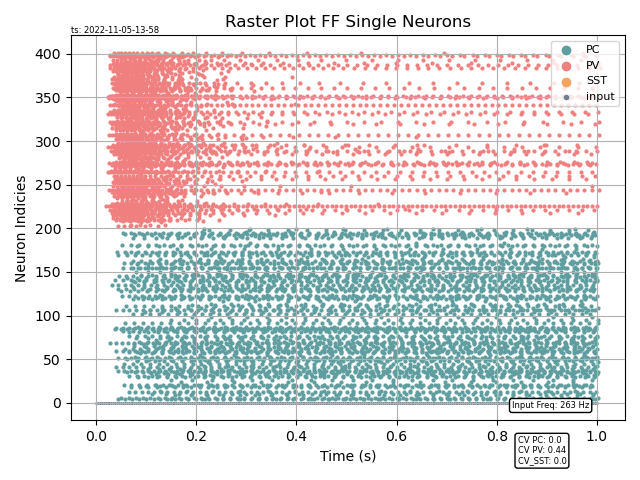 Raster Plot FF Single Neurons
ts: 2022-11-05-13-58
PC
PV
SST
input
400
350
300
250
200
150
100
50
0
Neuron Indicies
Input Freq: 263 Hz
0.0 0.2 0.4 0.6 0.8 1.0
Time (s)
CV PC: 0.0
CV PV: 0.44
CV_SST: 0.0